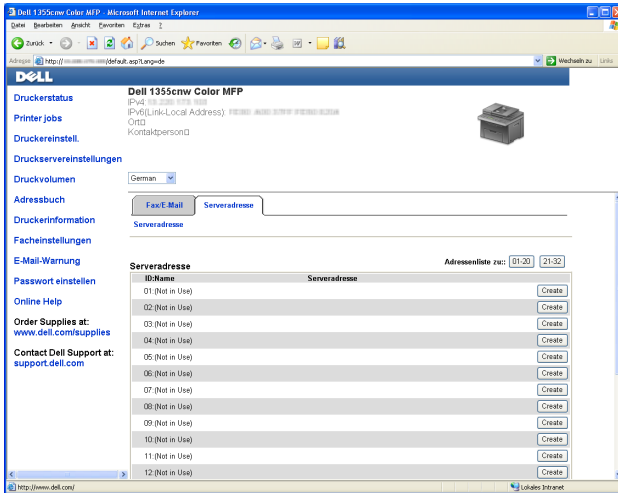 Dell 1355cnw Color MFP - Microsoft Internet Explorer
Datei Bearbeiten Ansicht Favoriten Extras ?
Zurück Suchen Favoriten
Adresse http:// /default.asp?Lang=de Wechseln zu Links
DELL
Dell 1355cnw Color MFP
IPv4:
IPv6(Link-Local Address):
Ort
Kontaktperson
Druckerstatus
Printer jobs
Druckereinstell.
Druckservereinstellungen
Druckvolumen
Adressbuch
Druckerinformation
Facheinstellungen
E-Mail-Warnung
Passwort einstellen
Online Help
Order Supplies at:
www.dell.com/supplies
Contact Dell Support at:
support.dell.com
German
Fax/E-Mail Serveradresse
Serveradresse
Serveradresse Adressenliste zu:: 01-20 21-32
ID:Name Serveradresse
01:(Not in Use) Create
02:(Not in Use) Create
03:(Not in Use) Create
04:(Not in Use) Create
05:(Not in Use) Create
06:(Not in Use) Create
07:(Not in Use) Create
08:(Not in Use) Create
09:(Not in Use) Create
10:(Not in Use) Create
11:(Not in Use) Create
12:(Not in Use) Create
http://www.dell.com/ Lokales Intranet